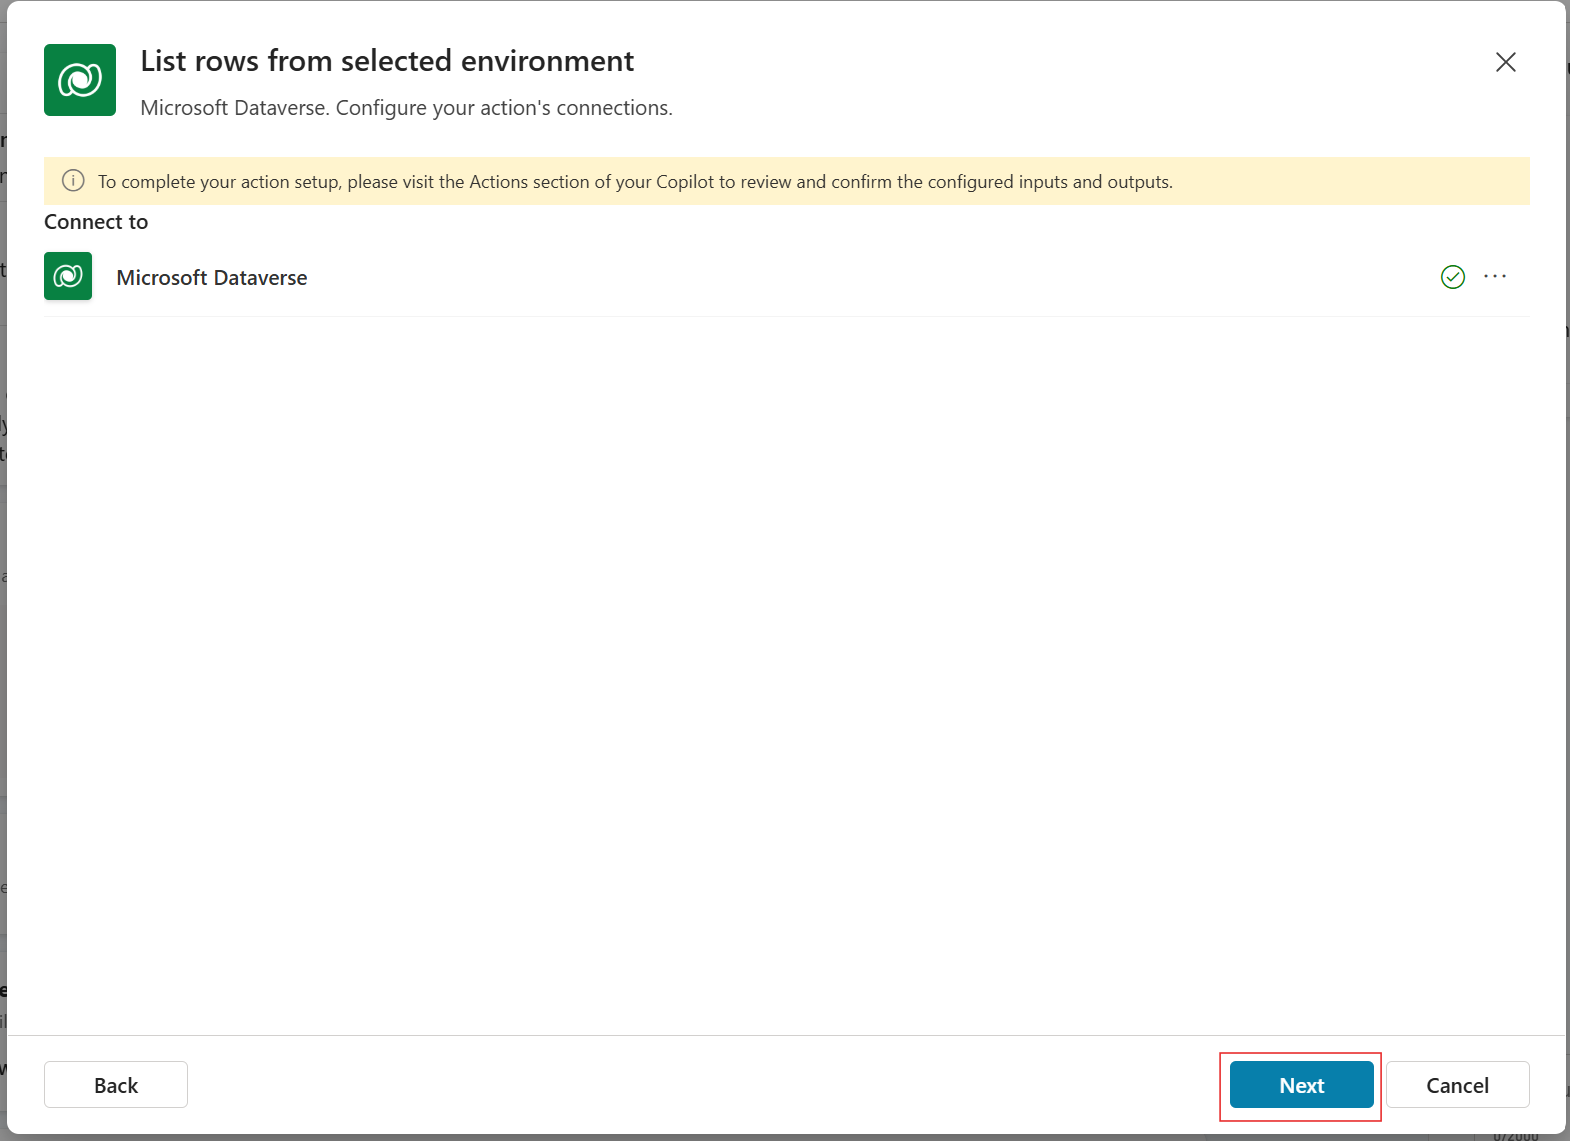 List rows from selected environment
Microsoft Dataverse. Configure your action's connections.
To complete your action setup, please visit the Actions section of your Copilot to review and confirm the configured inputs and outputs.
Connect to
Microsoft Dataverse
Back
Next
Cancel